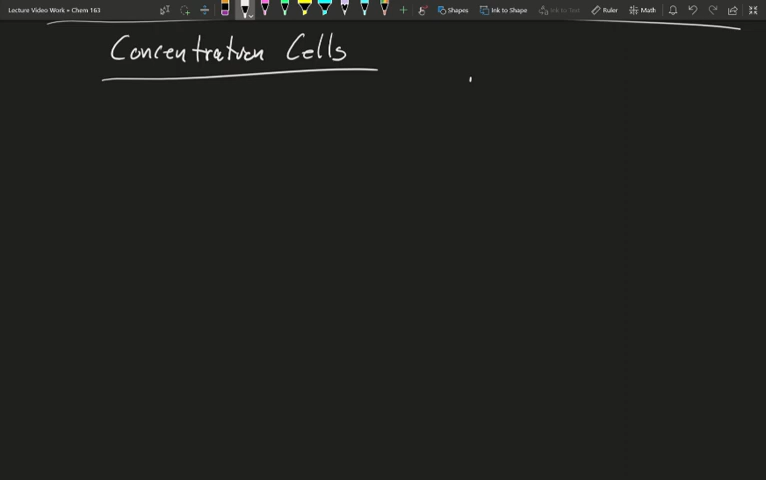 Lecture Video Work • Chem 163
Shapes
Ink to Shape
Ink to Text
Ruler
Math
Concentration Cells